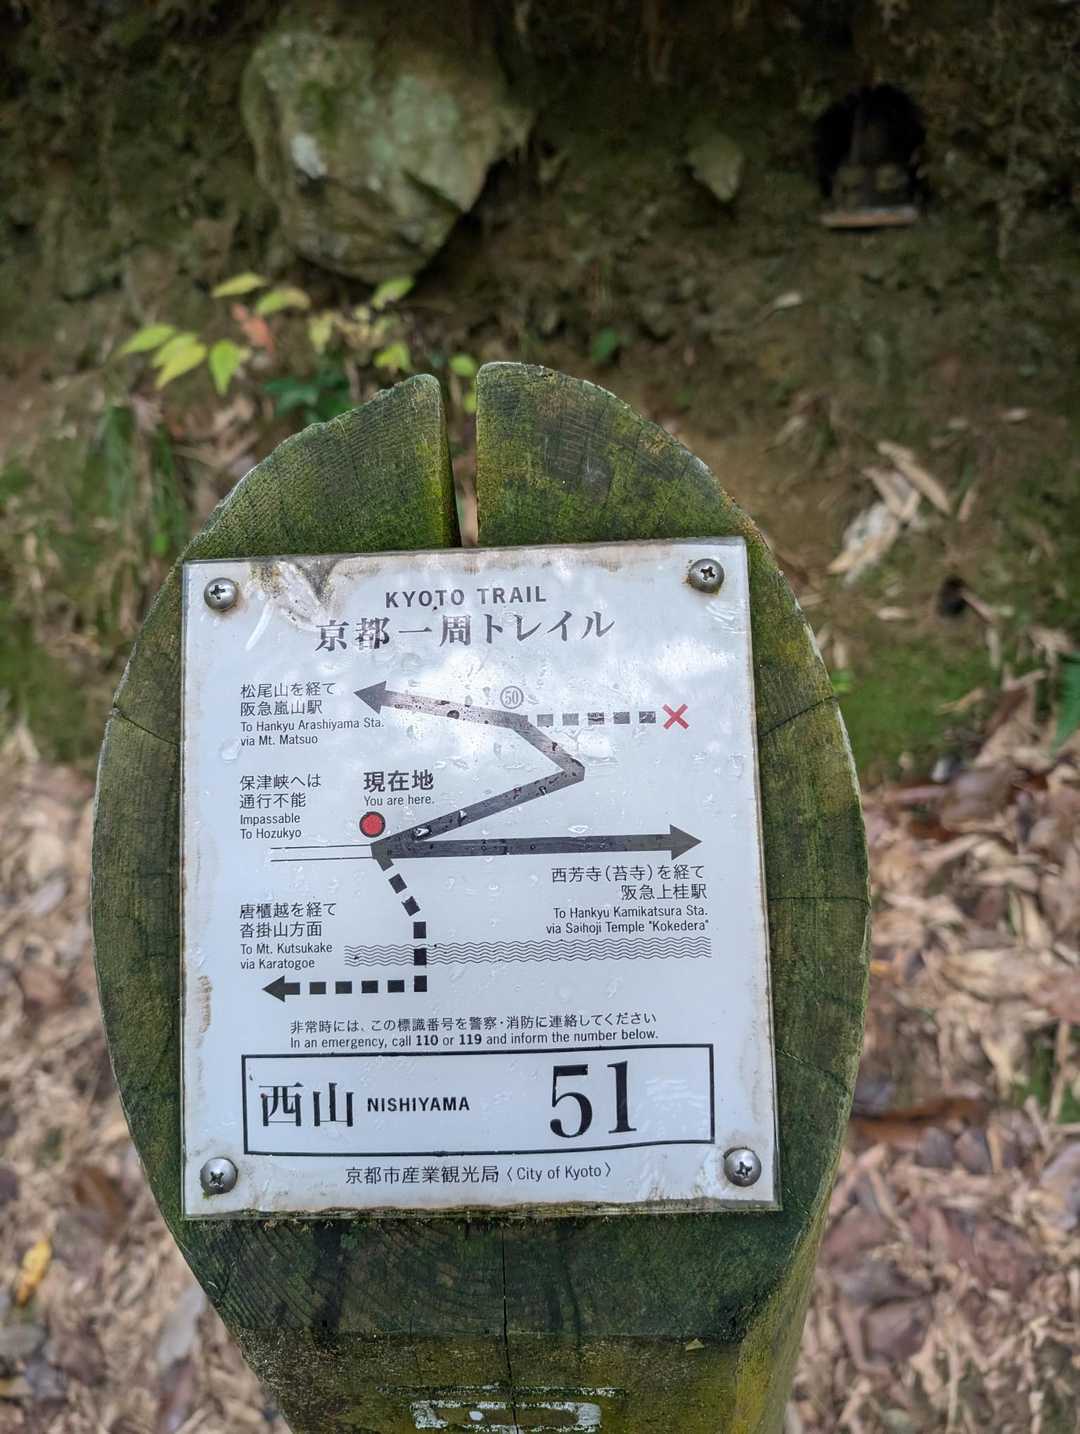 KYOTO TRAIL
京都一周トレイル
松尾山を経て
阪急嵐山駅
To Hankyu Arashiyama Sta.
via Mt. Matsuo
50
保津峡へは
通行不能
Impassable
To Hozukyo
現在地
You are here.
西芳寺(苔寺)を経て
阪急上桂駅
To Hankyu Kamikatsura Sta.
via Saihoji Temple "Kokedera"
唐櫃越を経て
沓掛山方面
To Mt. Kutsukake
via Karatogoe
非常時には、この標識番号を警察・消防に連絡してください
In an emergency, call 110 or 119 and inform the number below.
西山 NISHIYAMA 51
京都市産業観光局〈City of Kyoto〉